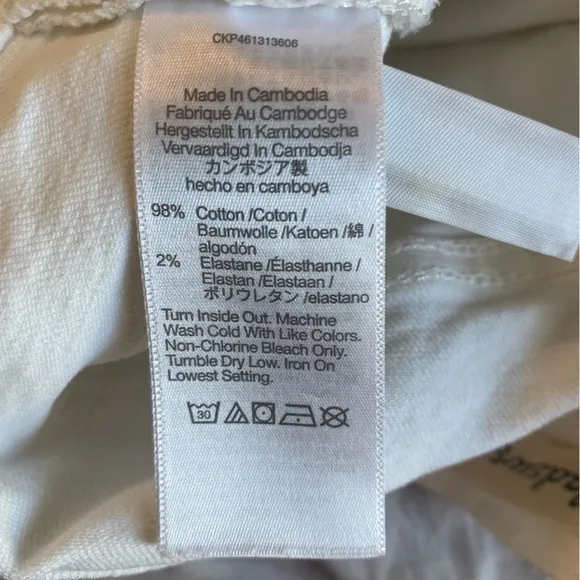 CKP461313606
Made In Cambodia
Fabriqué Au Cambodge
Hergestellt In Kambodscha
Vervaardigd In Cambodja
カンボジア製
hecho en camboya
98% Cotton /Coton /
Baumwolle /Katoen /綿 /
algodón
2% Elastane /Élasthanne /
Elastan /Elastaan /
ポリウレタン /elastano
Turn Inside Out. Machine
Wash Cold With Like Colors.
Non-Chlorine Bleach Only.
Tumble Dry Low. Iron On
Lowest Setting.
30